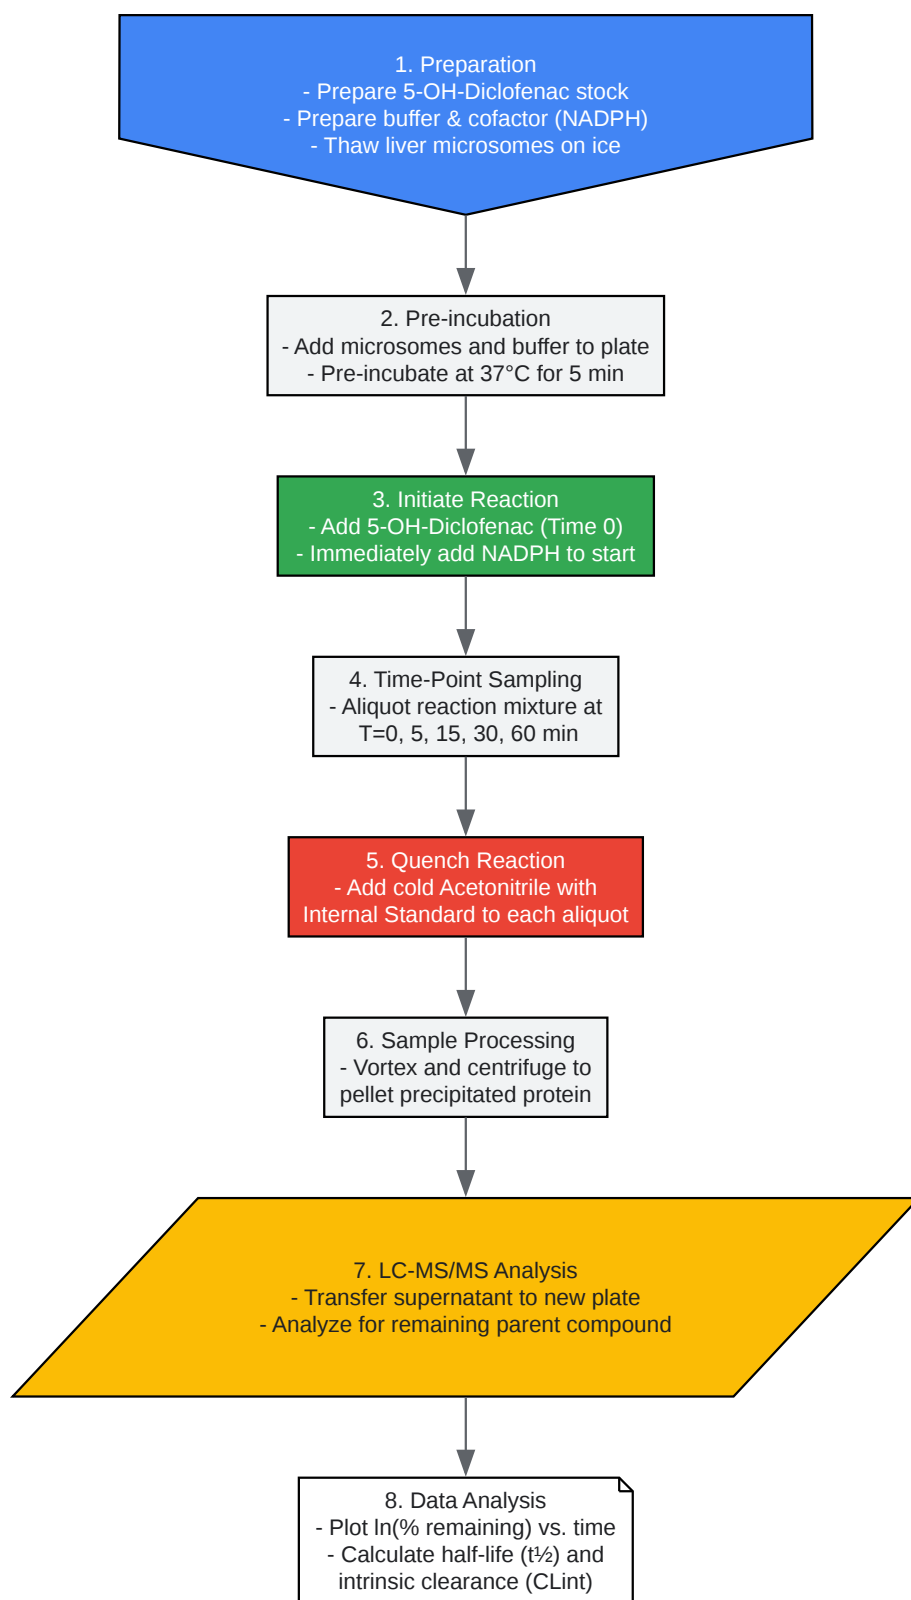 1. Preparation
- Prepare 5-OH-Diclofenac stock
- Prepare buffer & cofactor (NADPH)
- Thaw liver microsomes on ice
2. Pre-incubation
- Add microsomes and buffer to plate
- Pre-incubate at 37°C for 5 min
3. Initiate Reaction
- Add 5-OH-Diclofenac (Time 0)
- Immediately add NADPH to start
4. Time-Point Sampling
- Aliquot reaction mixture at
T=0, 5, 15, 30, 60 min
5. Quench Reaction
- Add cold Acetonitrile with
Internal Standard to each aliquot
6. Sample Processing
- Vortex and centrifuge to
pellet precipitated protein
7. LC-MS/MS Analysis
- Transfer supernatant to new plate
- Analyze for remaining parent compound
8. Data Analysis
- Plot ln(% remaining) vs. time
- Calculate half-life (t½) and
intrinsic clearance (CLint)